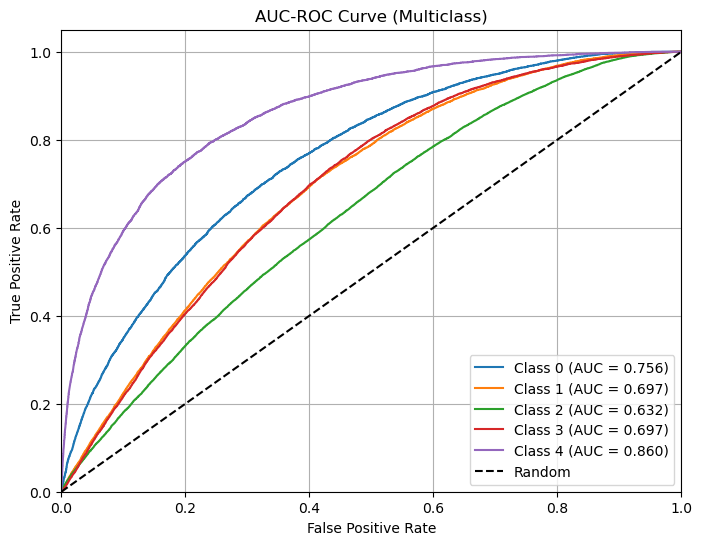 AUC-ROC Curve (Multiclass)
True Positive Rate
1.0
0.8
0.6
0.4
0.2
0.0
0.0 0.2 0.4 0.6 0.8 1.0
False Positive Rate
Class 0 (AUC = 0.756)
Class 1 (AUC = 0.697)
Class 2 (AUC = 0.632)
Class 3 (AUC = 0.697)
Class 4 (AUC = 0.860)
Random